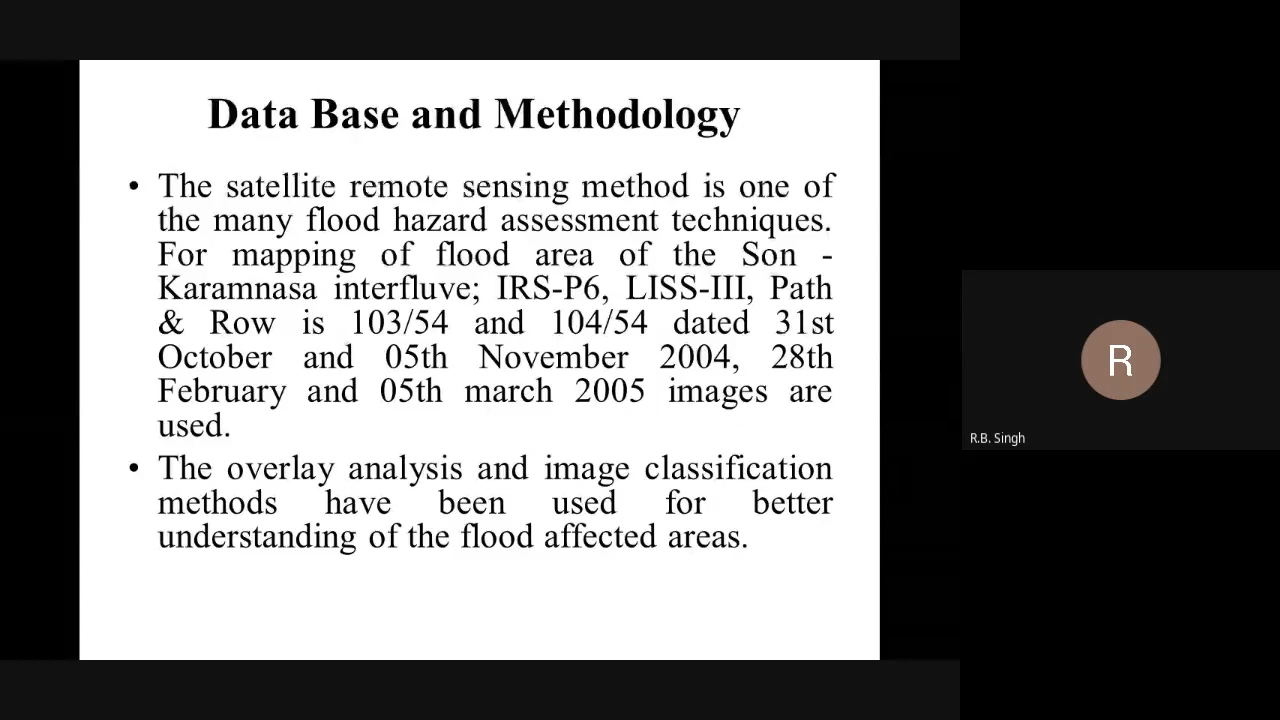 Data Base and Methodology
• The satellite remote sensing method is one of
the many flood hazard assessment techniques.
For mapping of flood area of the Son -
Karamnasa interfluve; IRS-P6, LISS-III, Path
& Row is 103/54 and 104/54 dated 31st
October and 05th November 2004, 28th
February and 05th march 2005 images are
used.
• The overlay analysis and image classification
methods have been used for better
understanding of the flood affected areas.
R
R.B. Singh